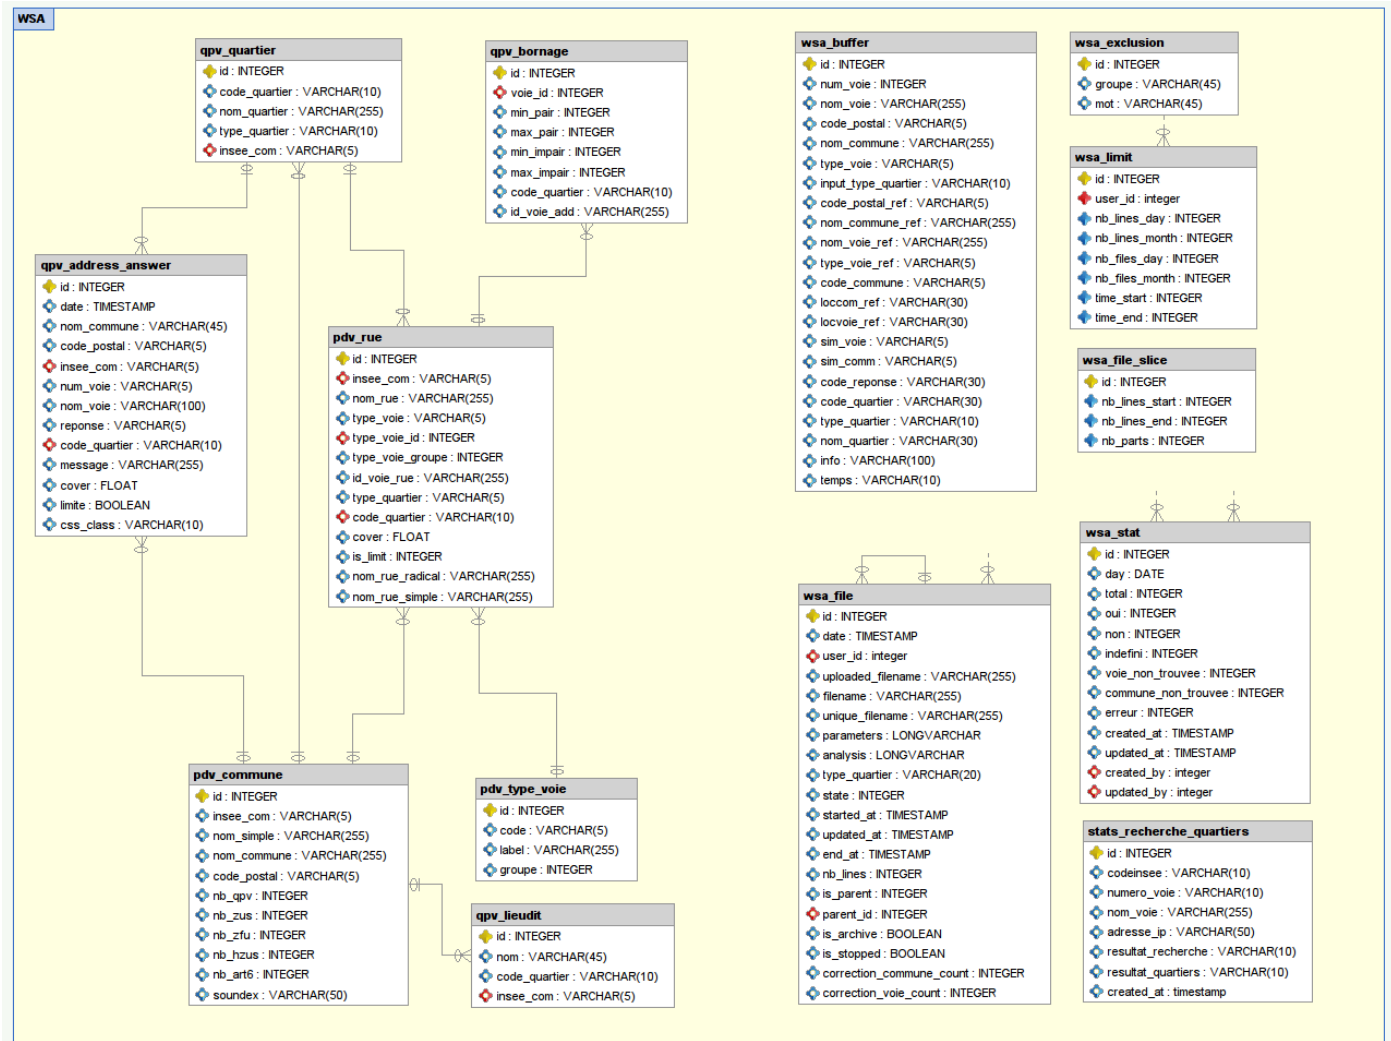 WSA
qpv_quartier
id : INTEGER
code_quartier : VARCHAR(10)
nom_quartier : VARCHAR(255)
type_quartier : VARCHAR(10)
insee_com : VARCHAR(5)
qpv_bornage
id : INTEGER
voie_id : INTEGER
min_pair : INTEGER
max_pair : INTEGER
min_impair : INTEGER
max_impair : INTEGER
code_quartier : VARCHAR(10)
id_voie_add : VARCHAR(255)
qpv_address_answer
id : INTEGER
date : TIMESTAMP
nom_commune : VARCHAR(45)
code_postal : VARCHAR(5)
insee_com : VARCHAR(5)
num_voie : VARCHAR(5)
nom_voie : VARCHAR(100)
reponse : VARCHAR(5)
code_quartier : VARCHAR(10)
message : VARCHAR(255)
cover : FLOAT
limite : BOOLEAN
css_class : VARCHAR(10)
pdv_rue
id : INTEGER
insee_com : VARCHAR(5)
nom_rue : VARCHAR(255)
type_voie : VARCHAR(5)
type_voie_id : INTEGER
type_voie_groupe : INTEGER
id_voie_rue : VARCHAR(255)
type_quartier : VARCHAR(5)
code_quartier : VARCHAR(10)
cover : FLOAT
is_limit : INTEGER
nom_rue_radical : VARCHAR(255)
nom_rue_simple : VARCHAR(255)
pdv_commune
id : INTEGER
insee_com : VARCHAR(5)
nom_simple : VARCHAR(255)
nom_commune : VARCHAR(255)
code_postal : VARCHAR(5)
nb_qpv : INTEGER
nb_zus : INTEGER
nb_zfu : INTEGER
nb_hzus : INTEGER
nb_art6 : INTEGER
soundex : VARCHAR(50)
pdv_type_voie
id : INTEGER
code : VARCHAR(5)
label : VARCHAR(255)
groupe : INTEGER
qpv_lieudit
id : INTEGER
nom : VARCHAR(45)
code_quartier : VARCHAR(10)
insee_com : VARCHAR(5)
wsa_buffer
id : INTEGER
num_voie : INTEGER
nom_voie : VARCHAR(255)
code_postal : VARCHAR(5)
nom_commune : VARCHAR(255)
type_voie : VARCHAR(5)
input_type_quartier : VARCHAR(10)
code_postal_ref : VARCHAR(5)
nom_commune_ref : VARCHAR(255)
nom_voie_ref : VARCHAR(255)
type_voie_ref : VARCHAR(5)
code_commune : VARCHAR(5)
loccom_ref : VARCHAR(30)
locvoie_ref : VARCHAR(30)
sim_voie : VARCHAR(5)
sim_comm : VARCHAR(5)
code_reponse : VARCHAR(30)
code_quartier : VARCHAR(30)
type_quartier : VARCHAR(10)
nom_quartier : VARCHAR(30)
info : VARCHAR(100)
temps : VARCHAR(10)
wsa_file
id : INTEGER
date : TIMESTAMP
user_id : integer
uploaded_filename : VARCHAR(255)
filename : VARCHAR(255)
unique_filename : VARCHAR(255)
parameters : LONGVARCHAR
analysis : LONGVARCHAR
type_quartier : VARCHAR(20)
state : INTEGER
started_at : TIMESTAMP
updated_at : TIMESTAMP
end_at : TIMESTAMP
nb_lines : INTEGER
is_parent : INTEGER
parent_id : INTEGER
is_archive : BOOLEAN
is_stopped : BOOLEAN
correction_commune_count : INTEGER
correction_voie_count : INTEGER
wsa_exclusion
id : INTEGER
groupe : VARCHAR(45)
mot : VARCHAR(45)
wsa_limit
id : INTEGER
user_id : integer
nb_lines_day : INTEGER
nb_lines_month : INTEGER
nb_files_day : INTEGER
nb_files_month : INTEGER
time_start : INTEGER
time_end : INTEGER
wsa_file_slice
id : INTEGER
nb_lines_start : INTEGER
nb_lines_end : INTEGER
nb_parts : INTEGER
wsa_stat
id : INTEGER
day : DATE
total : INTEGER
oui : INTEGER
non : INTEGER
indefini : INTEGER
voie_non_trouvee : INTEGER
commune_non_trouvee : INTEGER
erreur : INTEGER
created_at : TIMESTAMP
updated_at : TIMESTAMP
created_by : integer
updated_by : integer
stats_recherche_quartiers
id : INTEGER
codeinsee : VARCHAR(10)
numero_voie : VARCHAR(10)
nom_voie : VARCHAR(255)
adresse_ip : VARCHAR(50)
resultat_recherche : VARCHAR(10)
resultat_quartiers : VARCHAR(10)
created_at : timestamp